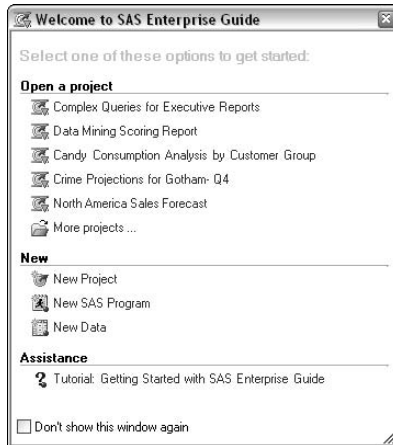 Welcome to SAS Enterprise Guide
Select one of these options to get started:
Open a project
Complex Queries for Executive Reports
Data Mining Scoring Report
Candy Consumption Analysis by Customer Group
Crime Projections for Gotham- Q4
North America Sales Forecast
More projects ...
New
New Project
New SAS Program
New Data
Assistance
Tutorial: Getting Started with SAS Enterprise Guide
Don't show this window again